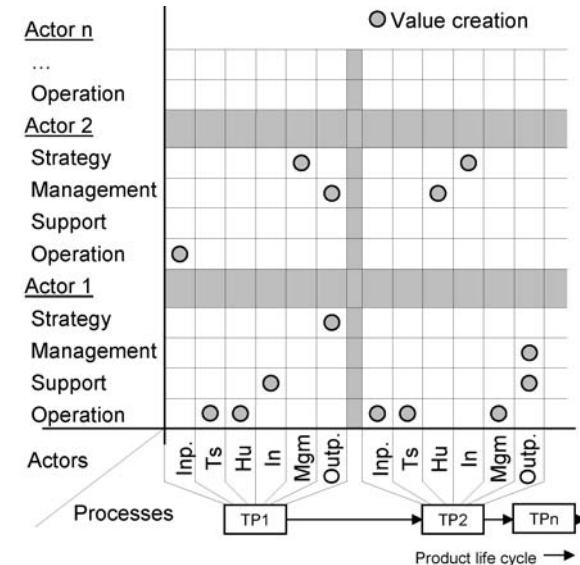 Actor n
Value creation
...
Operation
Actor 2
Strategy
Management
Support
Operation
Actor 1
Strategy
Management
Support
Operation
Actors
Inp.
Ts
Hu
In
Mgm
Outp.
Inp.
Ts
Hu
In
Mgm
Outp.
Processes
TP1
TP2
TPn
Product life cycle